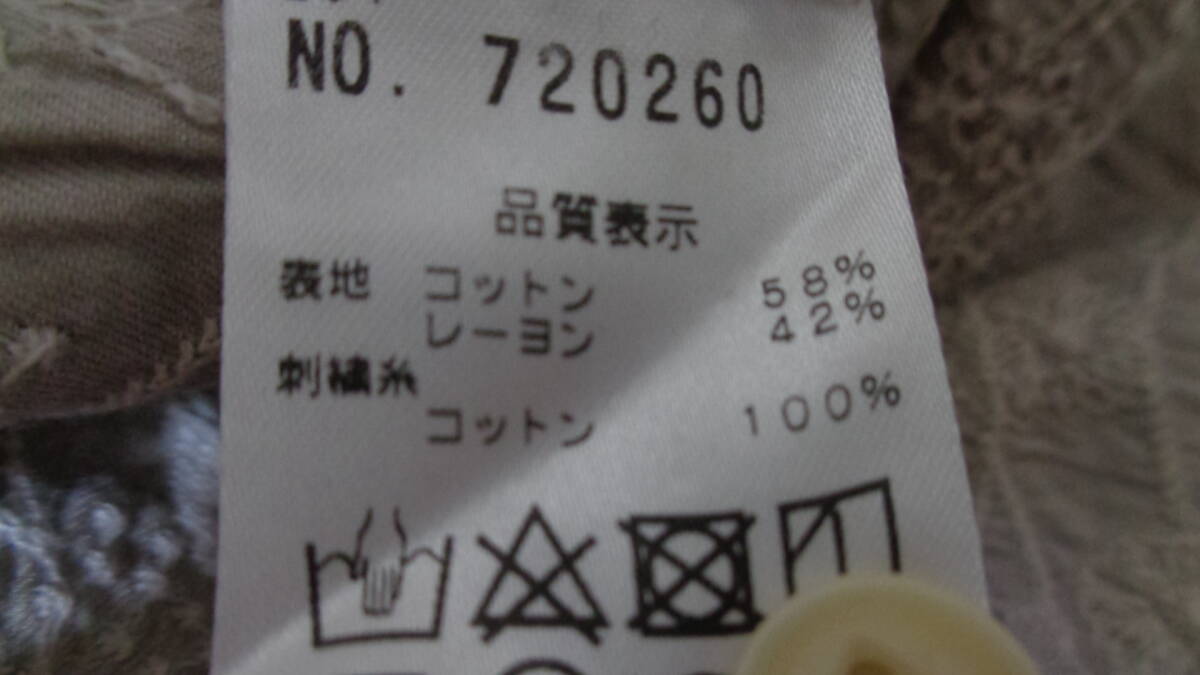 NO. 720260
品質表示
表地 コットン 58%
レーヨン 42%
刺繍糸
コットン 100%